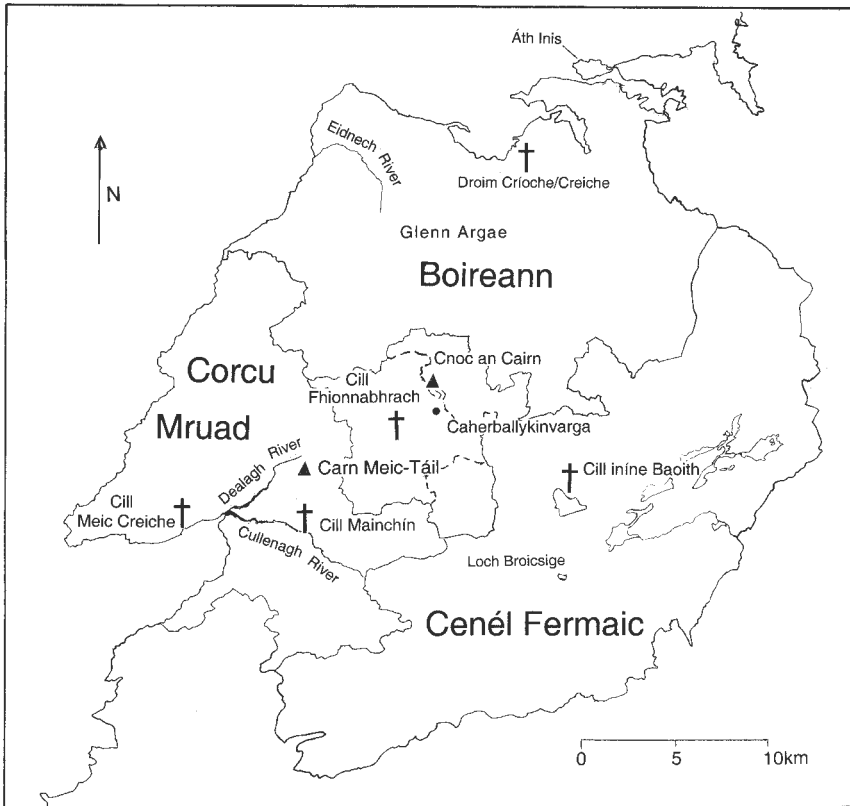 Áth Inis
Eidnech River
N
Droim Críoche/Creiche
Glenn Argae
Boireann
Cnoc an Cairn
Cill
Fhionnabhrach
Corcu
Mruad
Caherballykinvarga
Dealagh River
Carn Meic-Táil
Cill iníne Baoith
Cill
Meic Creiche
Cill Mainchín
Cullenagh River
Loch Broicsige
Cenél Fermaic
0 5 10km